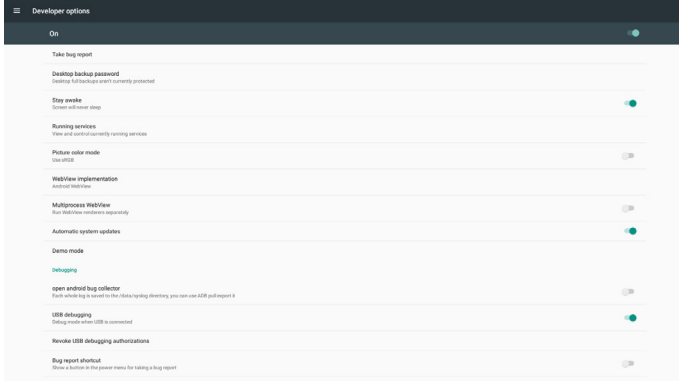 Developer options
On
Take bug report
Desktop backup password
Desktop full backups aren't currently protected
Stay awake
Screen will never sleep
Running services
View and control currently running services
Picture color mode
Use sRGB
WebView implementation
Android WebView
Multiprocess WebView
Run WebView renderers separately
Automatic system updates
Demo mode
Debugging
open android bug collector
Each whole log is saved to the /data/syslog directory, you can use ADB pull export it
USB debugging
Debug mode when USB is connected
Revoke USB debugging authorizations
Bug report shortcut
Show a button in the power menu for taking a bug report